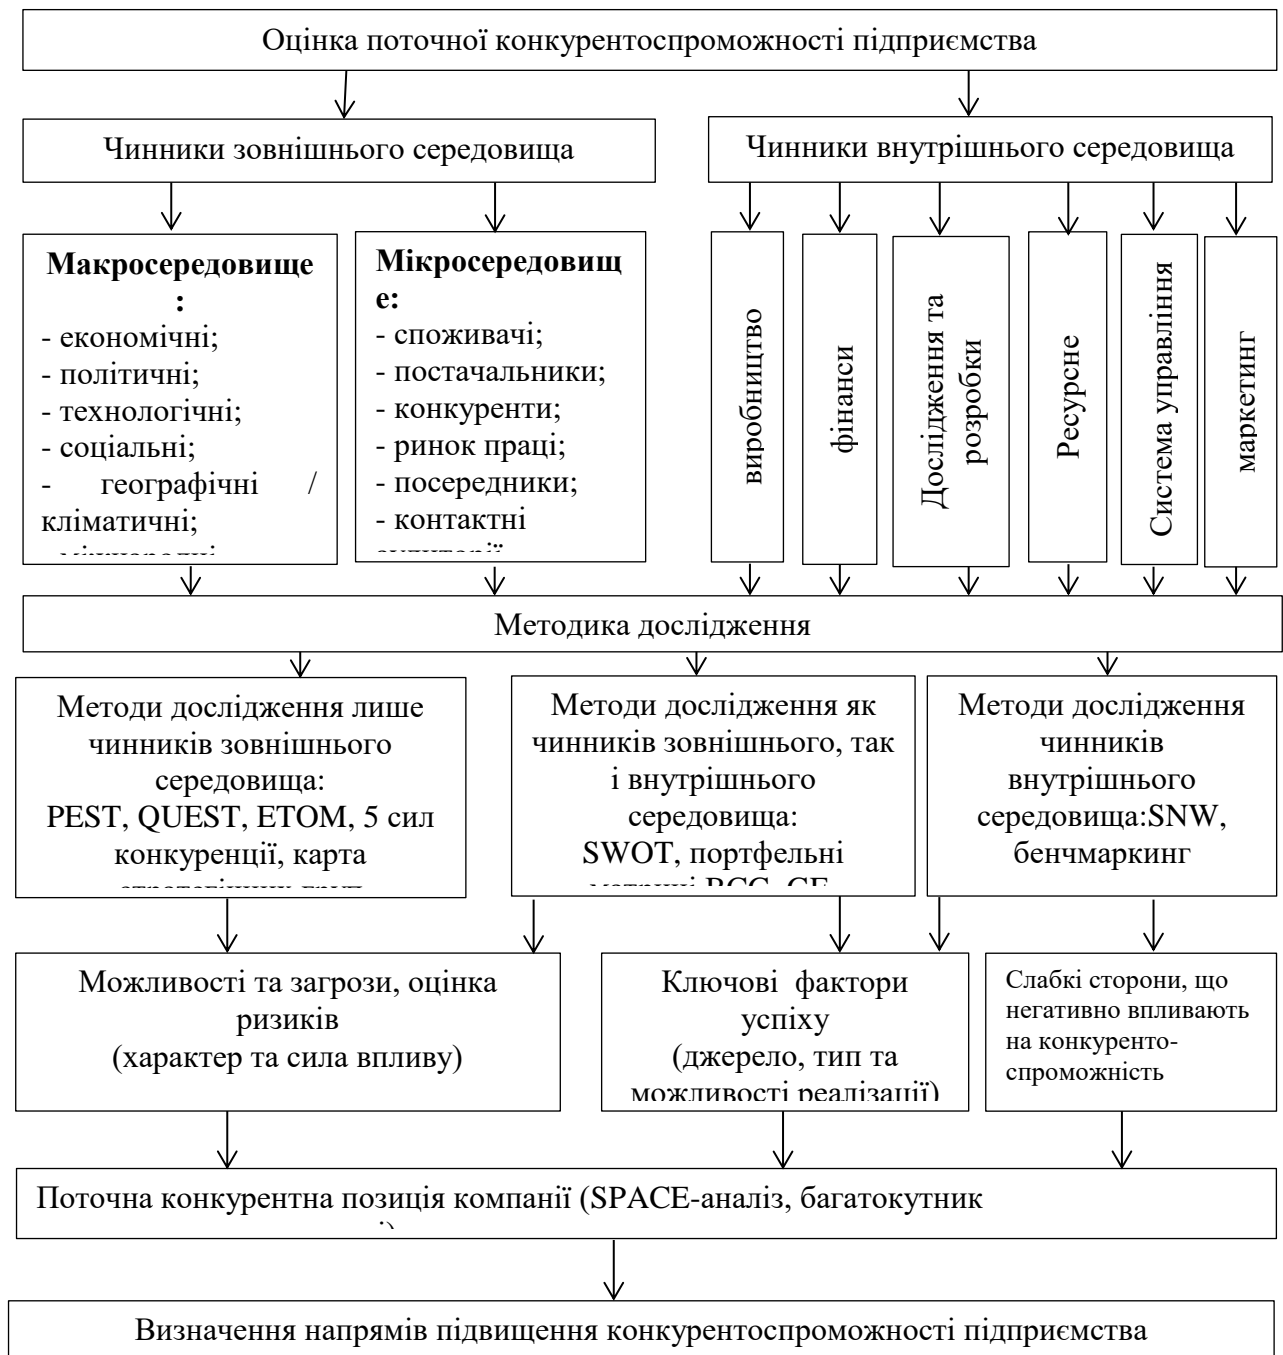 Оцінка поточної конкурентоспроможності підприємства
Чинники зовнішнього середовища
Чинники внутрішнього середовища
Макросередовище
:
- економічні;
- політичні;
- технологічні;
- соціальні;
- географічні /
кліматичні;
Мікросередовищ
е:
- споживачі;
- постачальники;
- конкуренти;
- ринок праці;
- посередники;
- контактні
виробництво
фінанси
Дослідження та
розробки
Ресурсне
Система управління
маркетинг
Методика дослідження
Методи дослідження лише
чинників зовнішнього
середовища:
PEST, QUEST, ETOM, 5 сил
конкуренції, карта
Методи дослідження як
чинників зовнішнього, так
і внутрішнього
середовища:
SWOT, портфельні
Методи дослідження
чинників
внутрішнього
середовища:SNW,
бенчмаркинг
Можливості та загрози, оцінка
ризиків
(характер та сила впливу)
Ключові фактори
успіху
(джерело, тип та
можливості реалізації)
Слабкі сторони, що
негативно впливають
на конкуренто-
спроможність
Поточна конкурентна позиція компанії (SPACE-аналіз, багатокутник
Визначення напрямів підвищення конкурентоспроможності підприємства